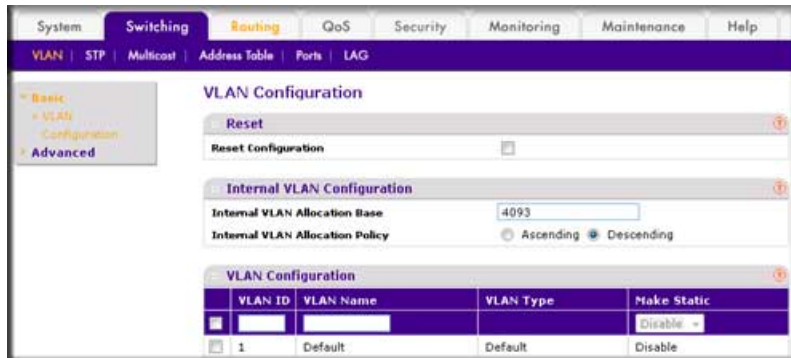 System Switching Routing QoS Security Monitoring Maintenance Help
VLAN | STP | Multicast | Address Table | Ports | LAG
Basic
VLAN
Configuration
Advanced
VLAN Configuration
Reset
Reset Configuration
Internal VLAN Configuration
Internal VLAN Allocation Base 4093
Internal VLAN Allocation Policy Ascending Descending
VLAN Configuration
VLAN ID VLAN Name VLAN Type Make Static
Disable
1 Default Default Disable